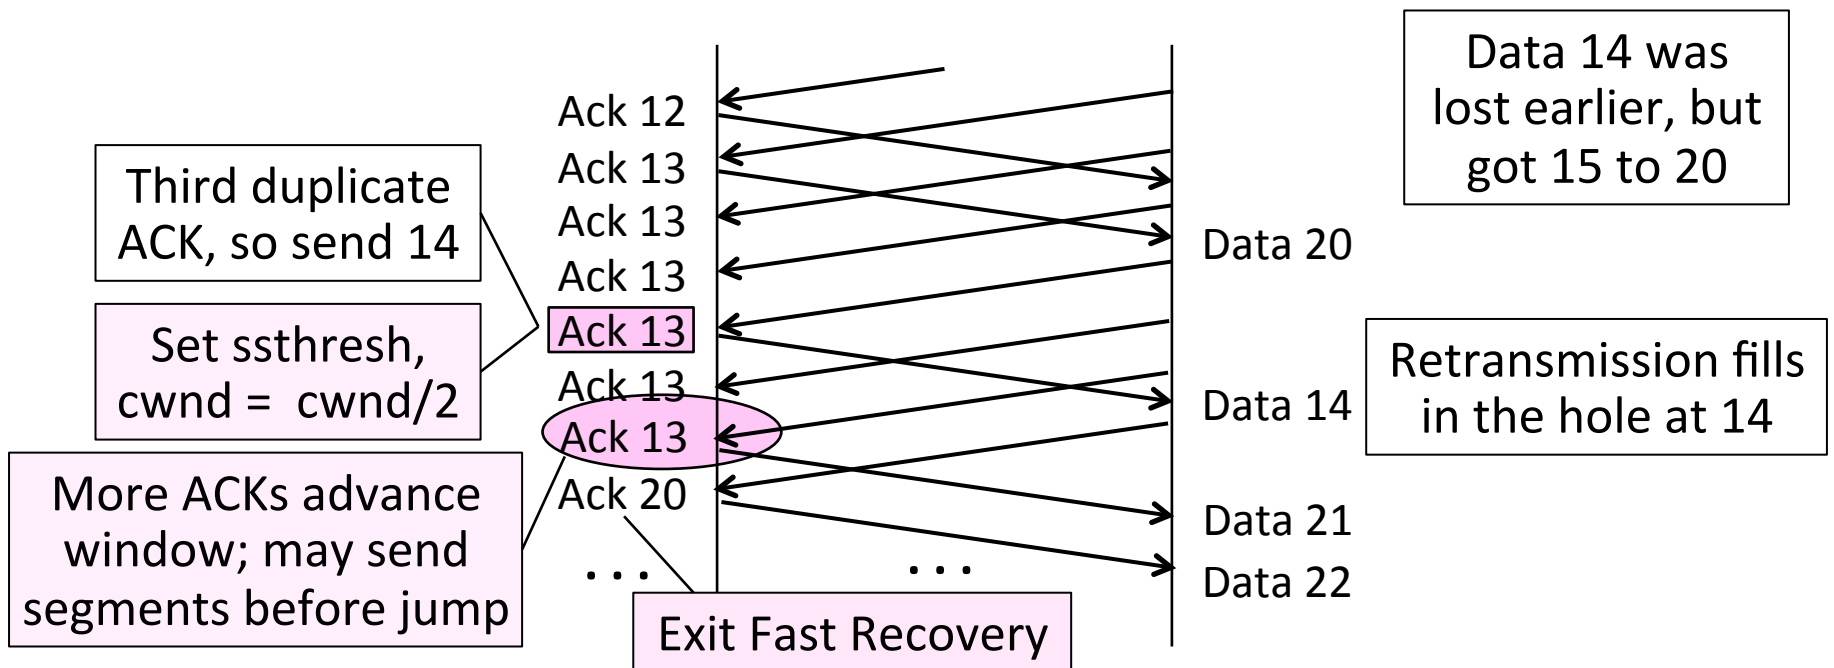 Data 14 was
lost earlier, but
got 15 to 20
Third duplicate
ACK, so send 14
Set ssthresh,
cwnd = cwnd/2
More ACKs advance
window; may send
segments before jump
Ack 12
Ack 13
Ack 13
Ack 13
Ack 13
Ack 13
Ack 13
Ack 20
. . .
. . .
Exit Fast Recovery
Data 20
Data 14
Data 21
Data 22
Retransmission fills
in the hole at 14